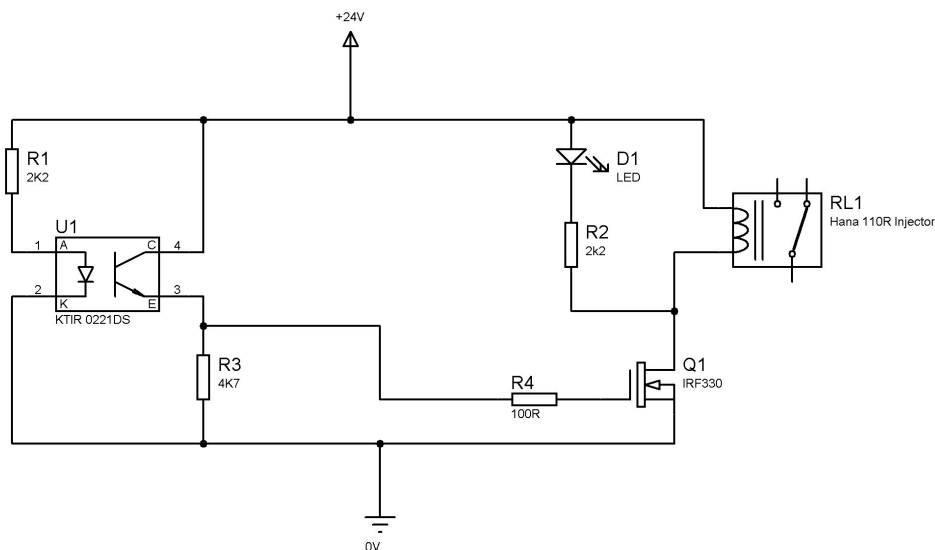 +24V
R1
2K2
D1
LED
RL1
Hana 110R Injector
U1
R2
2k2
1
A
C
4
2
K
E
3
KTIR 0221DS
R3
4K7
R4
100R
Q1
IRF330
0V